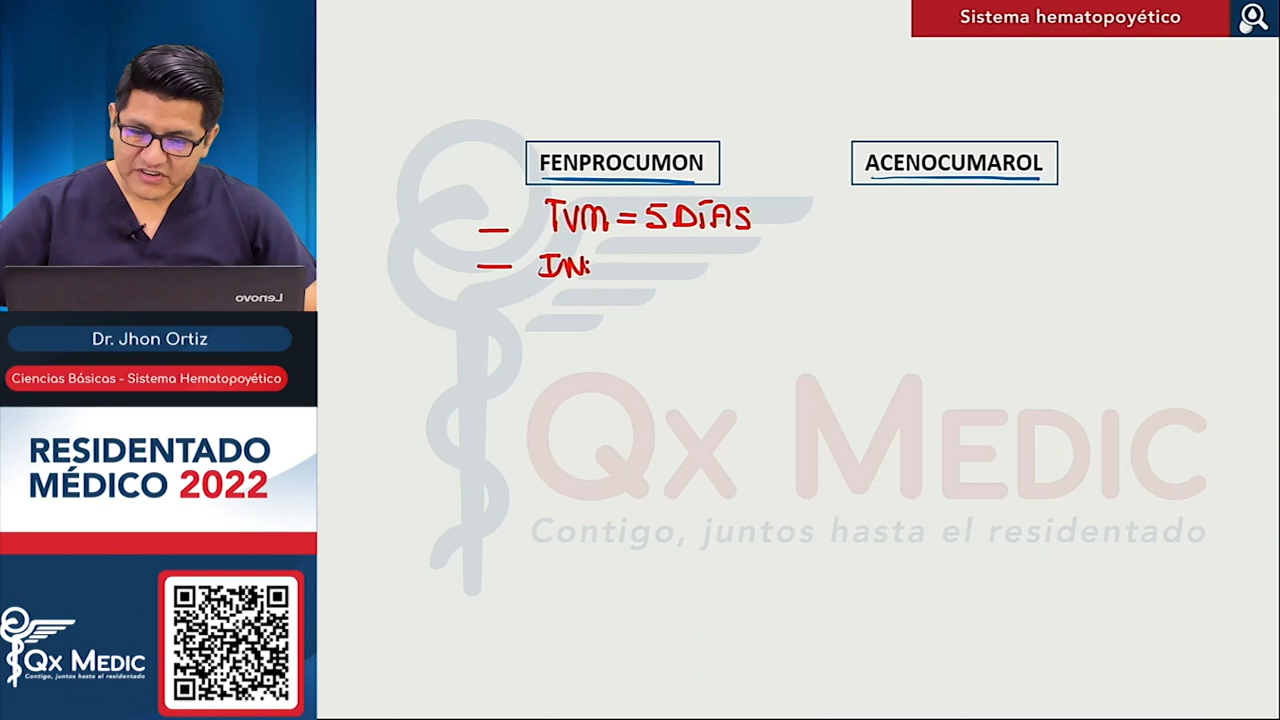 Sistema hematopoyético
FENPROCUMON
ACENOCUMAROL
TVM = 5 DÍAS
INi
lenovo
Dr. Jhon Ortiz
Ciencias Básicas - Sistema Hematopoyético
RESIDENTADO
MÉDICO 2022
QX MEDIC
Contigo, juntos hasta el residentado
QX MEDIC
Contigo, juntos hasta el residentado